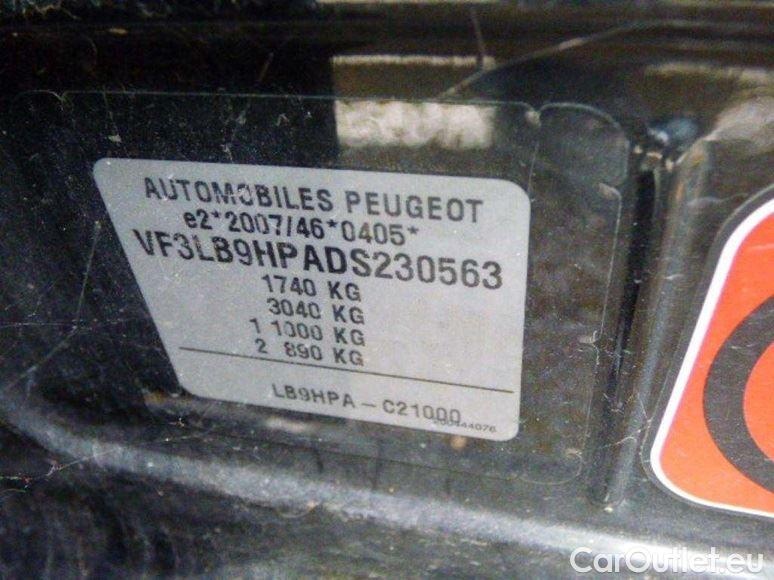 AUTOMOBILES PEUGEOT
e2*2007/46*0405*
VF3LB9HPADS230563
1740 KG
3040 KG
1 1000 KG
2 890 KG
LB9HPA – C21000
200444076
CarOutlet.eu